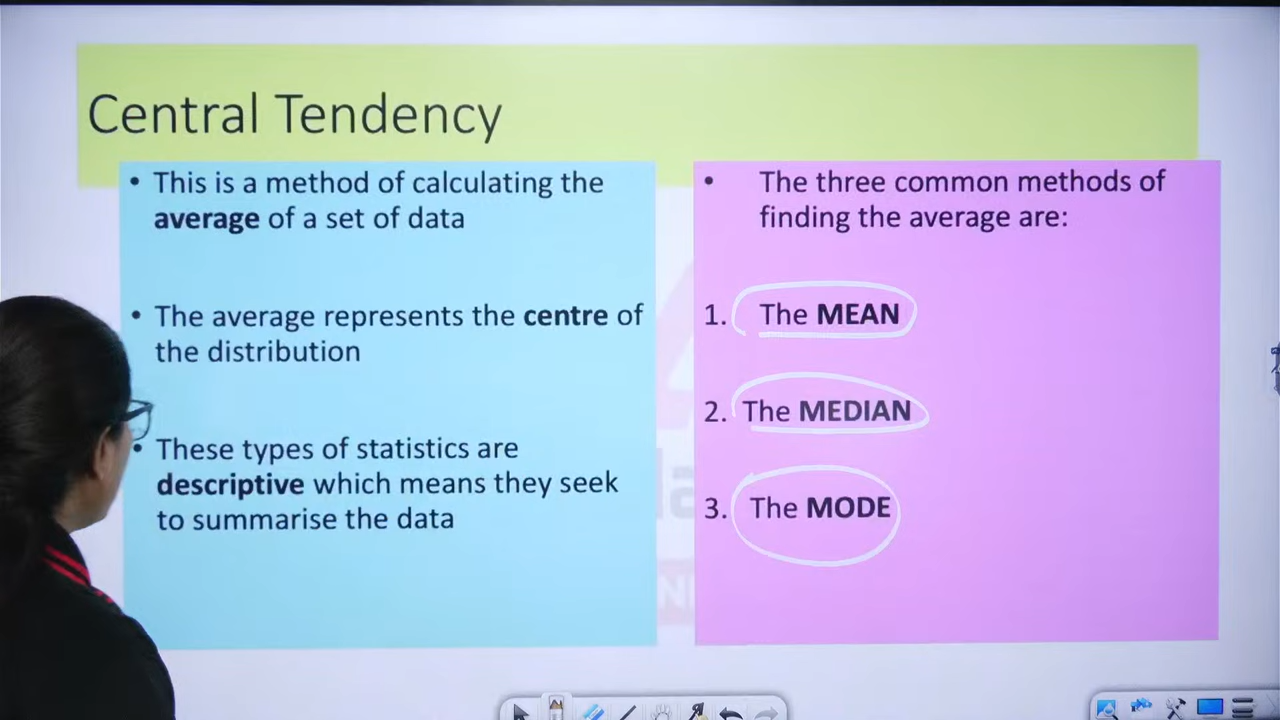 Central Tendency
• This is a method of calculating the
average of a set of data
• The average represents the centre of
the distribution
• These types of statistics are
descriptive which means they seek
to summarise the data
• The three common methods of
finding the average are:
1. The MEAN
2. The MEDIAN
3. The MODE